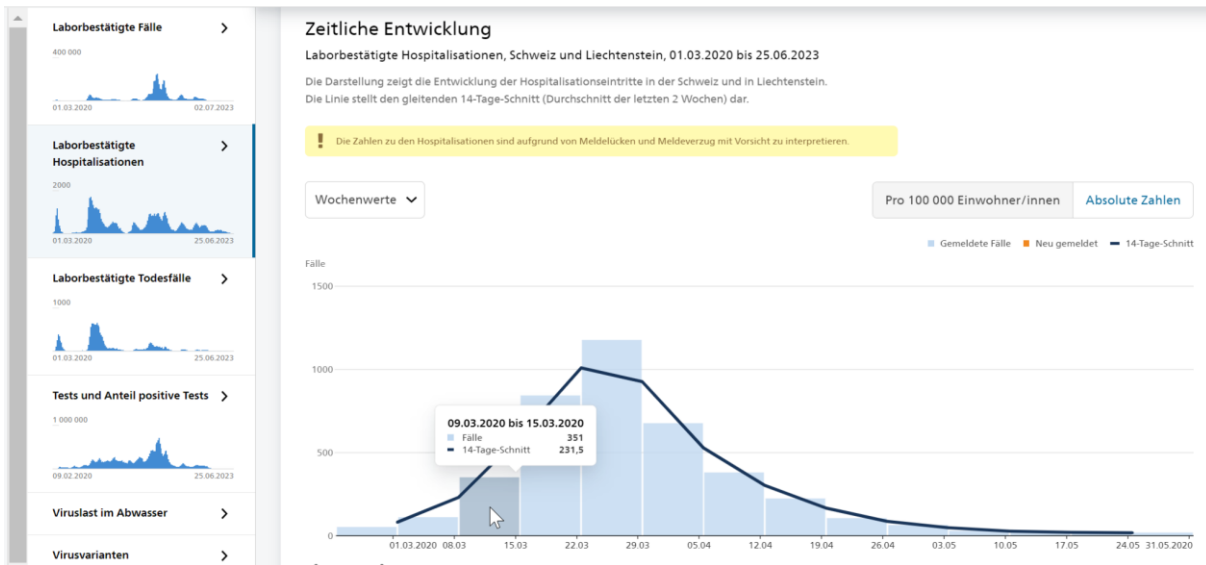 Laborbestätigte Fälle
400 000
01.03.2020 02.07.2023
Laborbestätigte
Hospitalisationen
2000
01.03.2020 25.06.2023
Laborbestätigte Todesfälle
1000
01.03.2020 25.06.2023
Tests und Anteil positive Tests
1 000 000
09.02.2020 25.06.2023
Viruslast im Abwasser
Virusvarianten
Zeitliche Entwicklung
Laborbestätigte Hospitalisationen, Schweiz und Liechtenstein, 01.03.2020 bis 25.06.2023
Die Darstellung zeigt die Entwicklung der Hospitalisationseintritte in der Schweiz und in Liechtenstein.
Die Linie stellt den gleitenden 14-Tage-Schnitt (Durchschnitt der letzten 2 Wochen) dar.
! Die Zahlen zu den Hospitalisationen sind aufgrund von Meldelücken und Meldeverzug mit Vorsicht zu interpretieren.
Wochenwerte
Pro 100 000 Einwohner/innen Absolute Zahlen
Gemeldete Fälle Neu gemeldet 14-Tage-Schnitt
Fälle
1500
1000
09.03.2020 bis 15.03.2020
Fälle 351
14-Tage-Schnitt 231,5
500
0
01.03.2020 08.03 15.03 22.03 29.03 05.04 12.04 19.04 26.04 03.05 10.05 17.05 24.05 31.05.2020